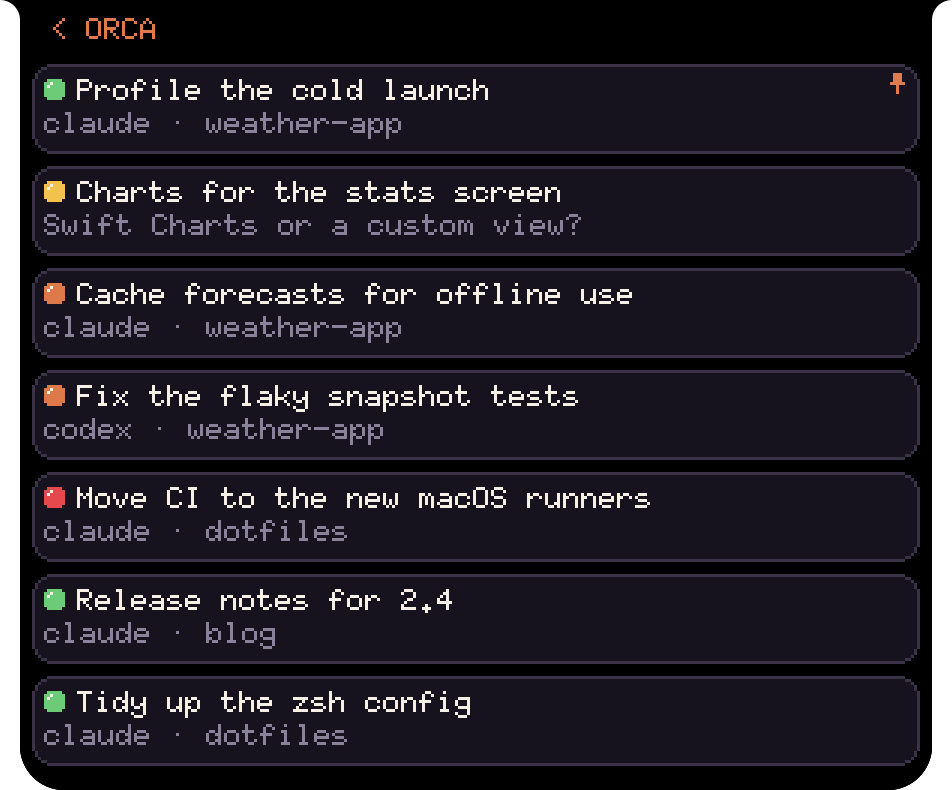 < ORCA
Profile the cold launch
claude · weather-app
Charts for the stats screen
Swift Charts or a custom view?
Cache forecasts for offline use
claude · weather-app
Fix the flaky snapshot tests
codex · weather-app
Move CI to the new macOS runners
claude · dotfiles
Release notes for 2.4
claude · blog
Tidy up the zsh config
claude · dotfiles